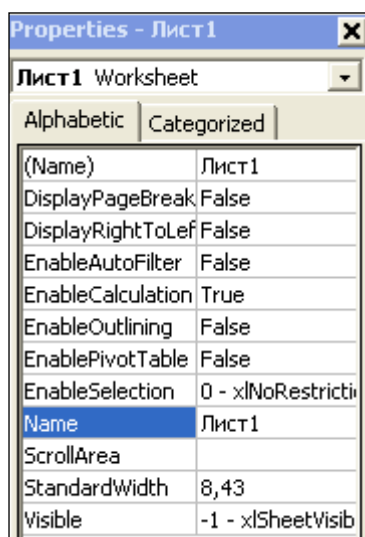 Properties - Лист1
Лист1 Worksheet
Alphabetic Categorized
(Name) Лист1
DisplayPageBreak False
DisplayRightToLef False
EnableAutoFilter False
EnableCalculation True
EnableOutlining False
EnablePivotTable False
EnableSelection 0 - xlNoRestrictio
Name Лист1
ScrollArea
StandardWidth 8,43
Visible -1 - xlSheetVisib